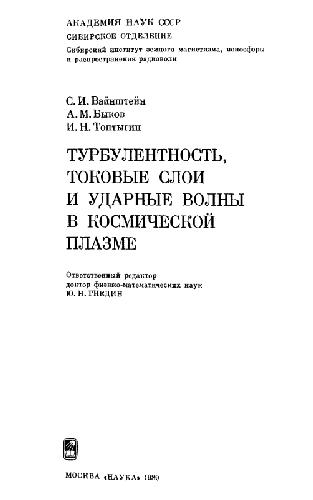 АКАДЕМИЯ НАУК СССР
СИБИРСКОЕ ОТДЕЛЕНИЕ
Сибирский институт земного магнетизма, ионосферы
и распространения радиоволн
С. И. Вайнштейн
А. М. Быков
И. Н. Топтыгин
ТУРБУЛЕНТНОСТЬ,
ТОКОВЫЕ СЛОИ
И УДАРНЫЕ ВОЛНЫ
В КОСМИЧЕСКОЙ
ПЛАЗМЕ
Ответственный редактор
доктор физико-математических наук
Ю. Н. ГНЕДИН
МОСКВА «НАУКА»